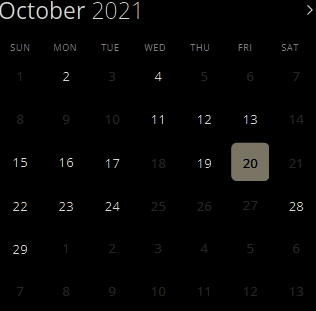 October 2021
SUN MON TUE WED THU FRI SAT
1 2 3 4 5 6 7
8 9 10 11 12 13 14
15 16 17 18 19 20 21
22 23 24 25 26 27 28
29 1 2 3 4 5 6
7 8 9 10 11 12 13